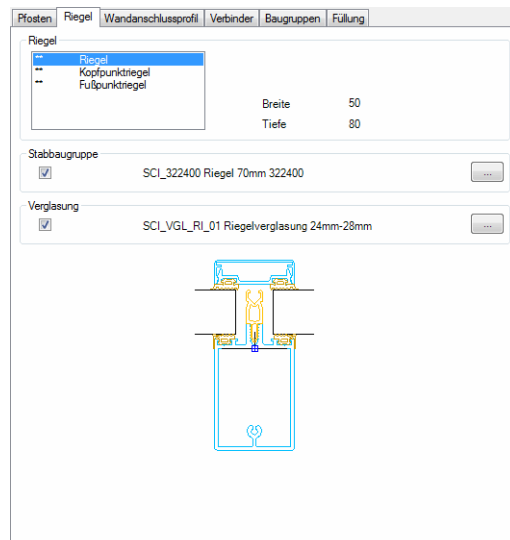 Pfosten Riegel Wandanschlussprofil Verbinder Baugruppen Füllung
Riegel
"" Riegel
"" Kopfpunktriegel
"" Fußpunktriegel
Breite 50
Tiefe 80
Stabbaugruppe
SCI_322400 Riegel 70mm 322400 ...
Verglasung
SCI_VGL_RI_01 Riegelverglasung 24mm-28mm ...